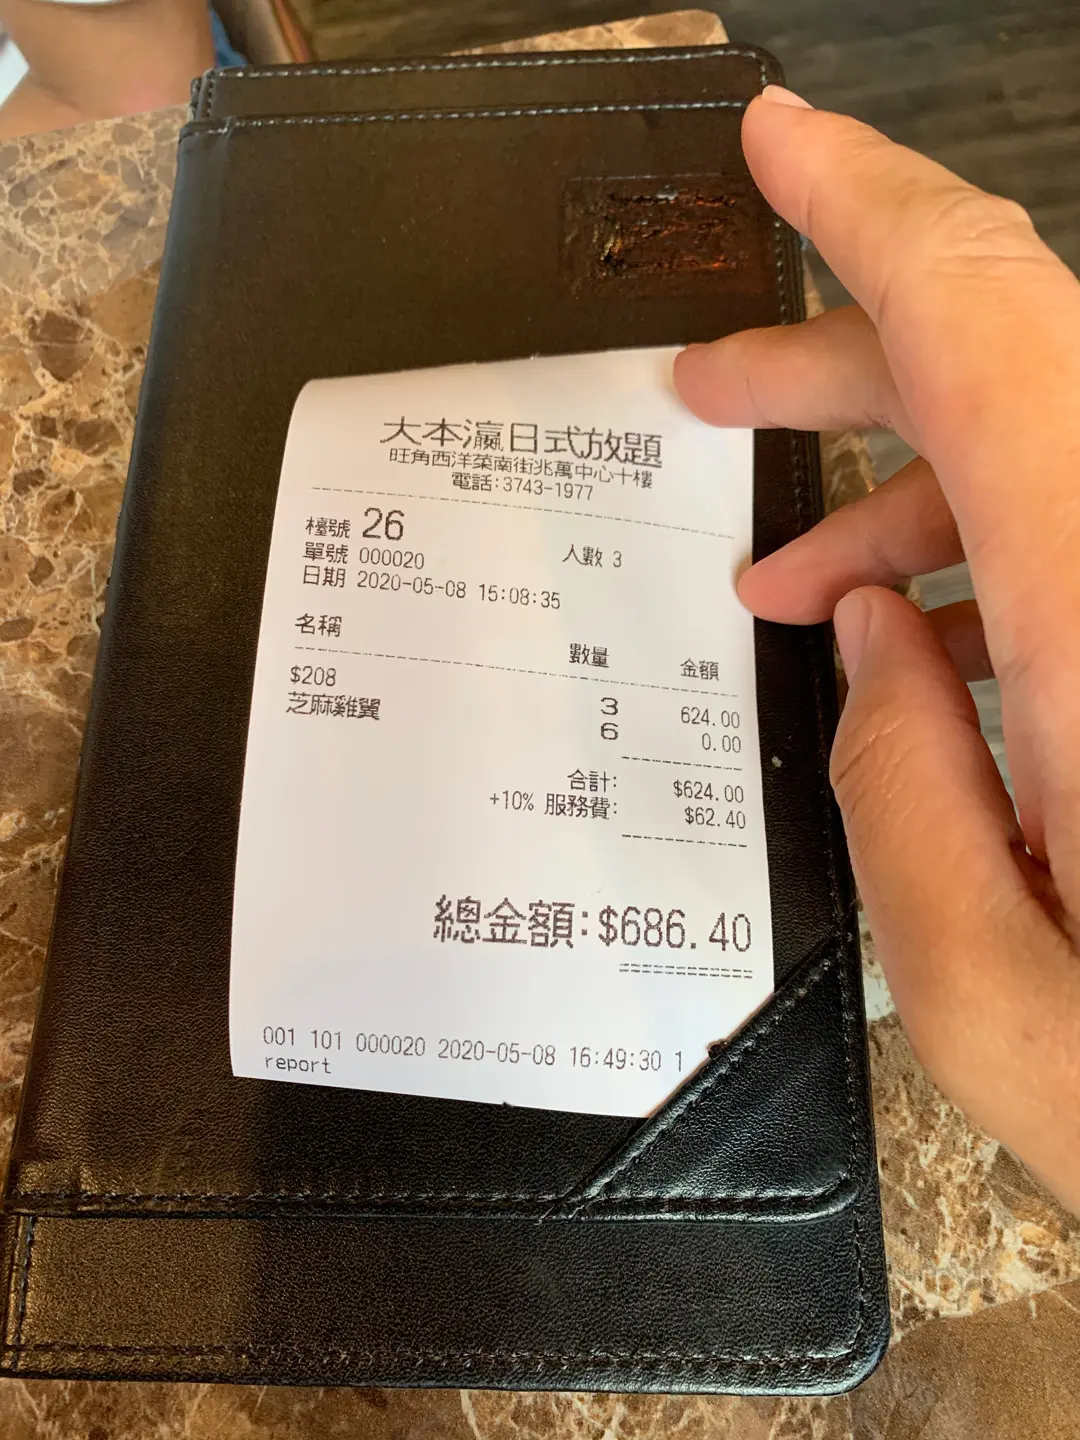 大本瀛日式放題
旺角西洋菜南街兆萬中心十樓
電話:3743-1977
檯號 26
單號 000020 人數 3
日期 2020-05-08 15:08:35
名稱 數量 金額
$208 3 624.00
芝麻雞翼 6 0.00
合計: $624.00
+10% 服務費: $62.40
總金額:$686.40
001 101 000020 2020-05-08 16:49:30 1
report